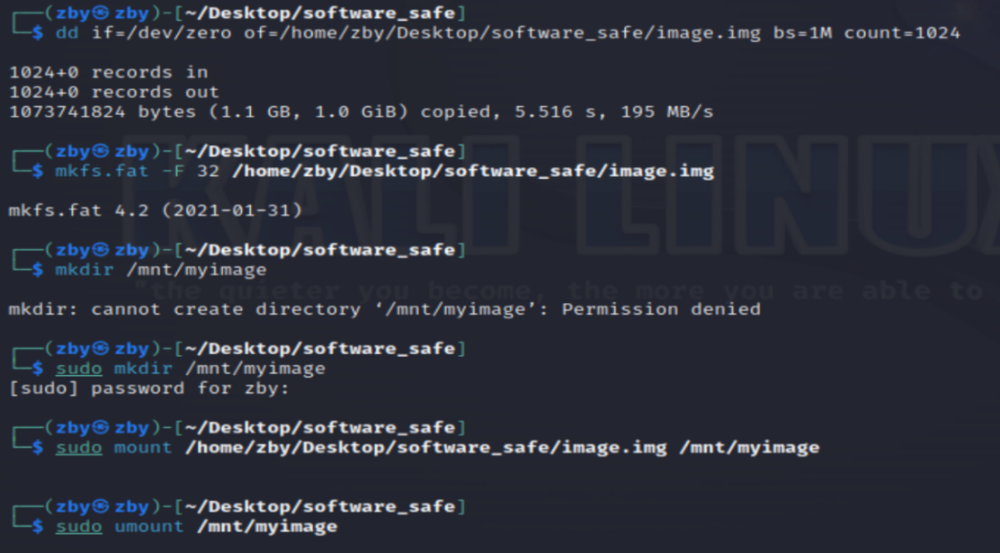 ┌──(zby㉿zby)-[~/Desktop/software_safe]
└─$ dd if=/dev/zero of=/home/zby/Desktop/software_safe/image.img bs=1M count=1024
1024+0 records in
1024+0 records out
1073741824 bytes (1.1 GB, 1.0 GiB) copied, 5.516 s, 195 MB/s
┌──(zby㉿zby)-[~/Desktop/software_safe]
└─$ mkfs.fat -F 32 /home/zby/Desktop/software_safe/image.img
mkfs.fat 4.2 (2021-01-31)
┌──(zby㉿zby)-[~/Desktop/software_safe]
└─$ mkdir /mnt/myimage
KALI LINUX
"the quieter you become, the more you are able to
mkdir: cannot create directory ‘/mnt/myimage’: Permission denied
┌──(zby㉿zby)-[~/Desktop/software_safe]
└─$ sudo mkdir /mnt/myimage
[sudo] password for zby:
┌──(zby㉿zby)-[~/Desktop/software_safe]
└─$ sudo mount /home/zby/Desktop/software_safe/image.img /mnt/myimage
┌──(zby㉿zby)-[~/Desktop/software_safe]
└─$ sudo umount /mnt/myimage